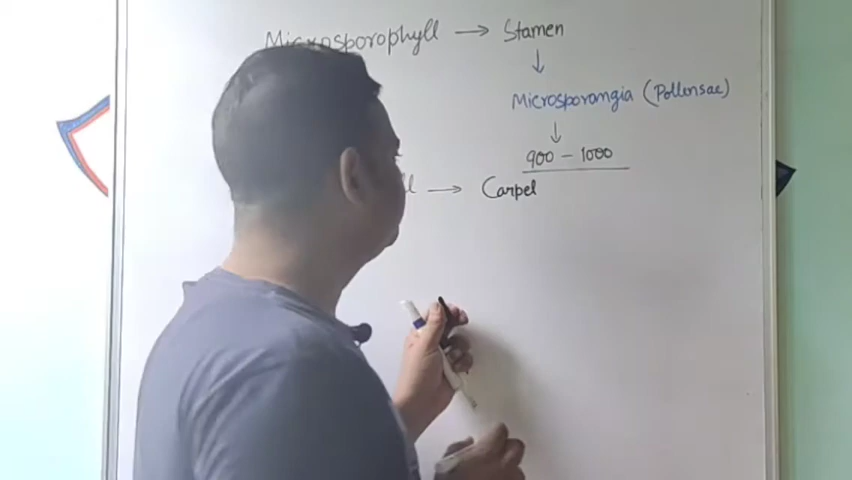 Microsporophyll → Stamen
↓
Microsporangia (Pollensac)
↓
900 - 1000
→ Carpel